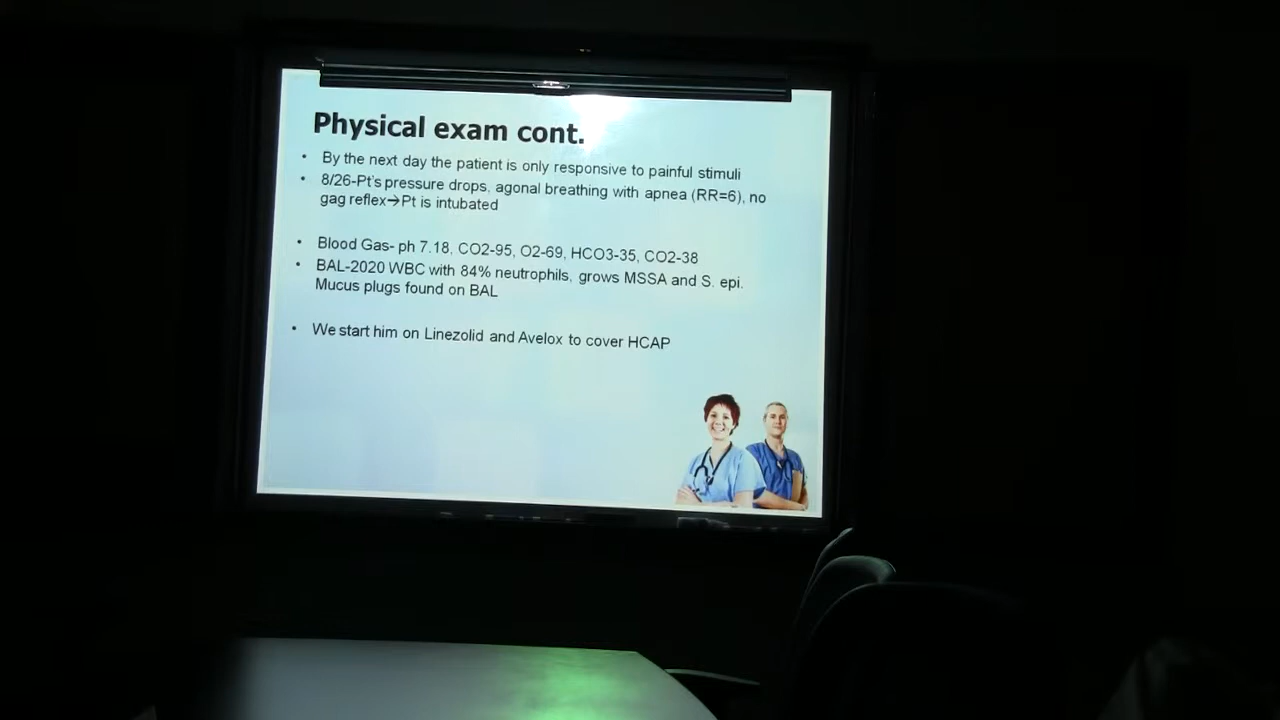 Physical exam cont.
• By the next day the patient is only responsive to painful stimuli
• 8/26-Pt's pressure drops, agonal breathing with apnea (RR=6), no
gag reflex→Pt is intubated
• Blood Gas- ph 7.18, CO2-95, O2-69, HCO3-35, CO2-38
• BAL-2020 WBC with 84% neutrophils, grows MSSA and S. epi.
Mucus plugs found on BAL
• We start him on Linezolid and Avelox to cover HCAP